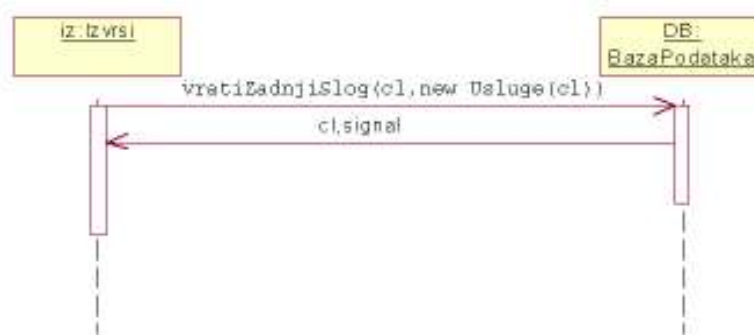 iz:Izvrsi
DB:
BazaPodataka
vratiZadnjiSlog(cl,new Usluge(cl))
cl,signal